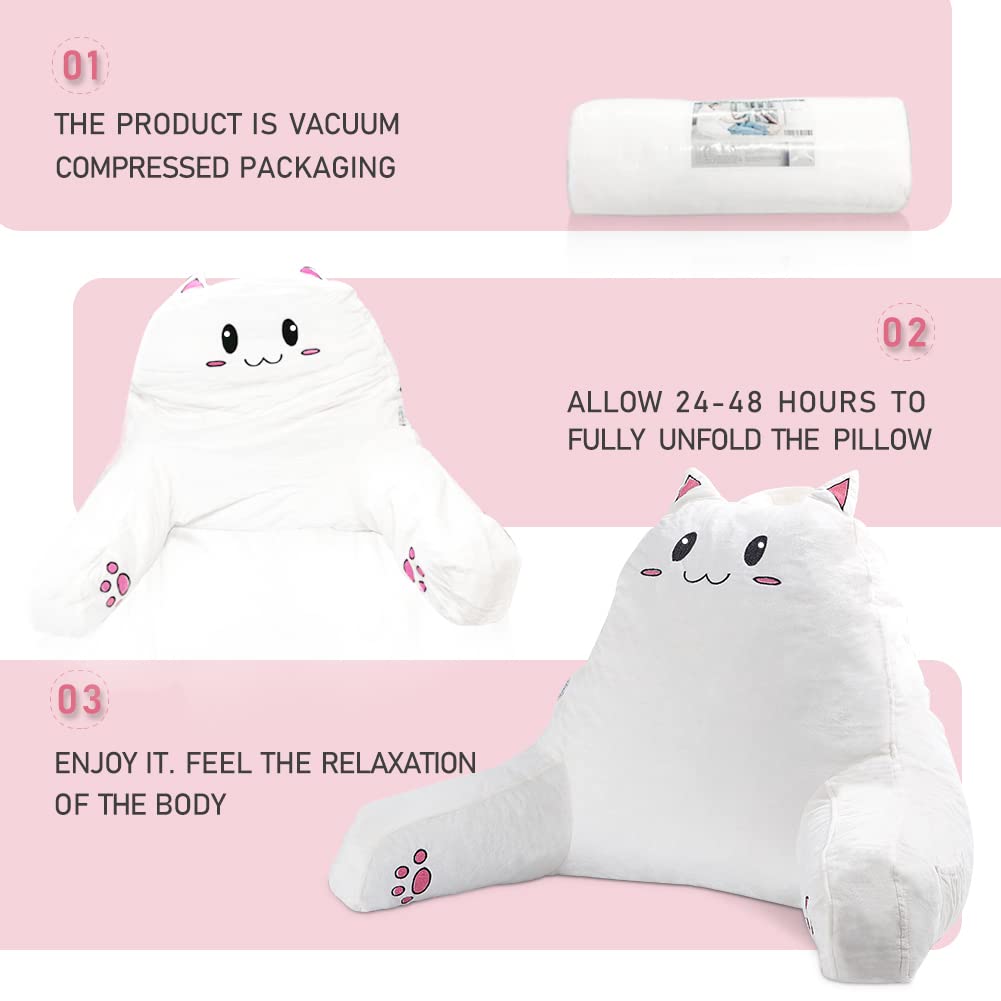 01
THE PRODUCT IS VACUUM
COMPRESSED PACKAGING
02
ALLOW 24-48 HOURS TO
FULLY UNFOLD THE PILLOW
03
ENJOY IT. FEEL THE RELAXATION
OF THE BODY